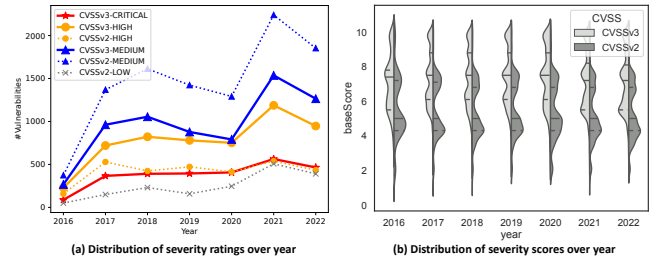 CVSSv3-CRITICAL
CVSSv3-HIGH
CVSSv2-HIGH
CVSSv3-MEDIUM
CVSSv2-MEDIUM
CVSSv2-LOW
#Vulnerabilities
2000
1500
1000
500
0
2016 2017 2018 2019 2020 2021 2022
Year
(a) Distribution of severity ratings over year
CVSS
CVSSv3
CVSSv2
baseScore
10
8
6
4
2
0
2016 2017 2018 2019 2020 2021 2022
year
(b) Distribution of severity scores over year